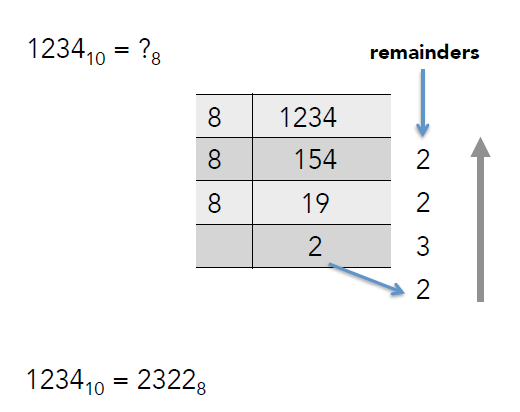 1234₁₀ = ?₈
remainders
8 1234
8 154 2
8 19 2
2 3
2
1234₁₀ = 2322₈